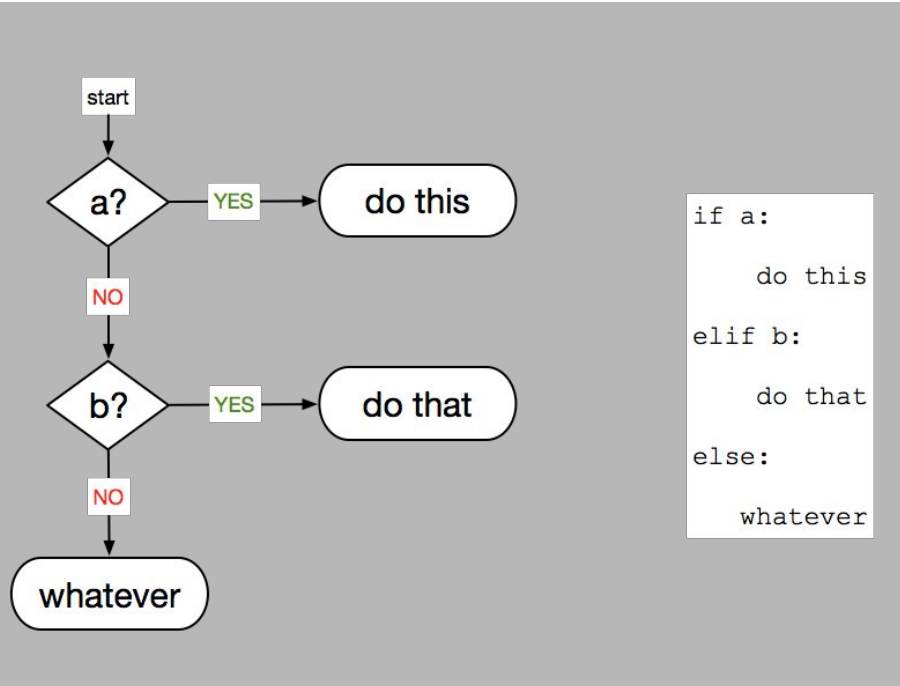 start
a?
YES
do this
NO
b?
YES
do that
NO
whatever
if a:
    do this
elif b:
    do that
else:
   whatever